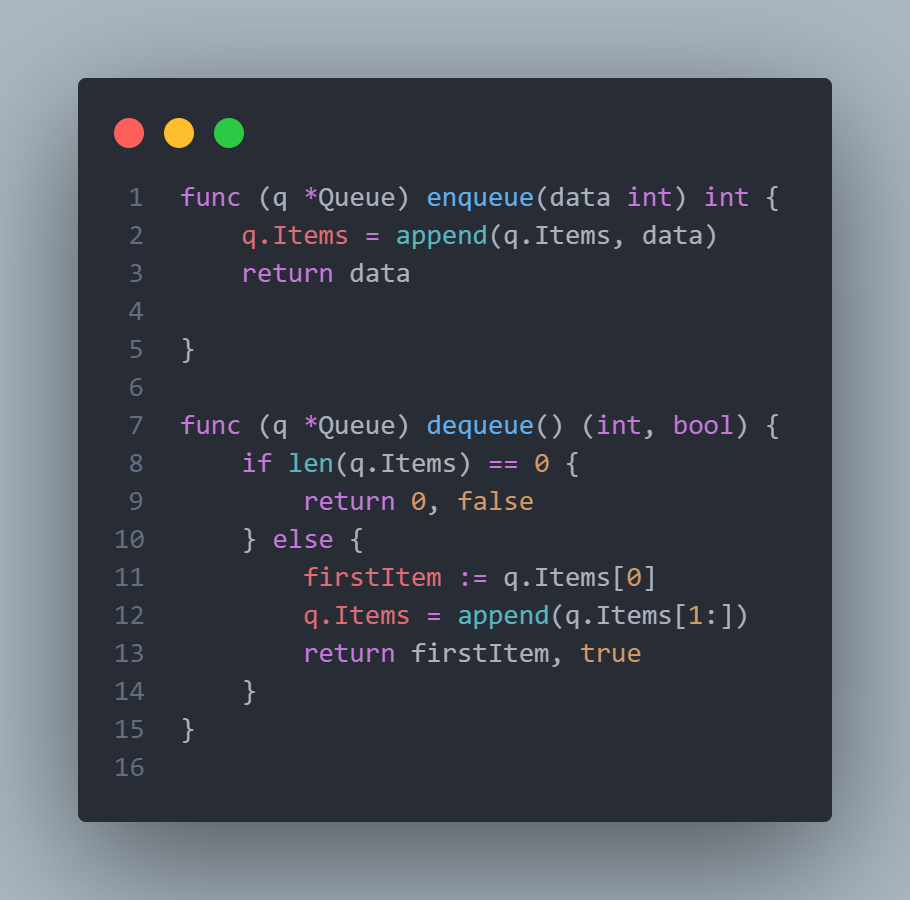 1 func (q *Queue) enqueue(data int) int {
2     q.Items = append(q.Items, data)
3     return data
4
5 }
6
7 func (q *Queue) dequeue() (int, bool) {
8     if len(q.Items) == 0 {
9         return 0, false
10     } else {
11         firstItem := q.Items[0]
12         q.Items = append(q.Items[1:])
13         return firstItem, true
14     }
15 }
16